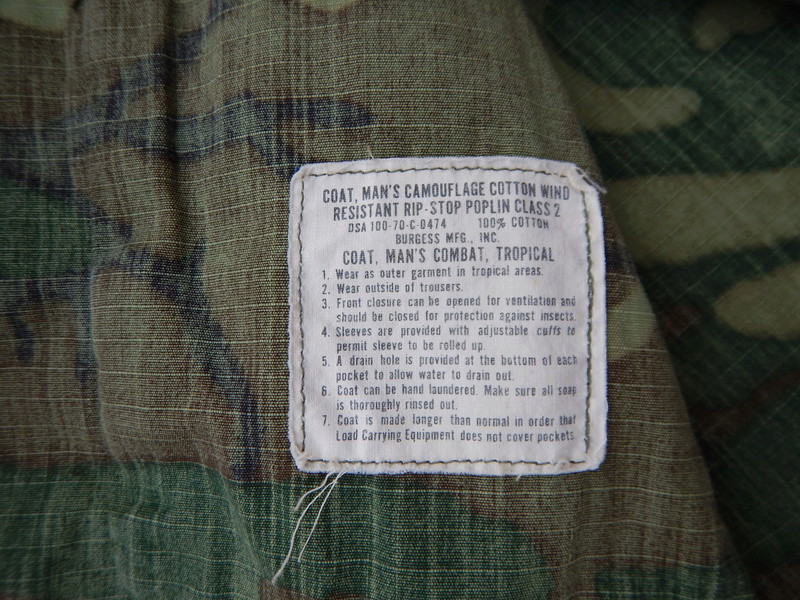 COAT, MAN'S CAMOUFLAGE COTTON WIND
RESISTANT RIP-STOP POPLIN CLASS 2
DSA 100-70-C-0474 100% COTTON
BURGESS MFG., INC.
COAT, MAN'S COMBAT, TROPICAL
1. Wear as outer garment in tropical areas.
2. Wear outside of trousers.
3. Front closure can be opened for ventilation and
should be closed for protection against insects.
4. Sleeves are provided with adjustable cuffs to
permit sleeve to be rolled up.
5. A drain hole is provided at the bottom of each
pocket to allow water to drain out.
6. Coat can be hand laundered. Make sure all soap
is thoroughly rinsed out.
7. Coat is made longer than normal in order that
Load Carrying Equipment does not cover pockets.